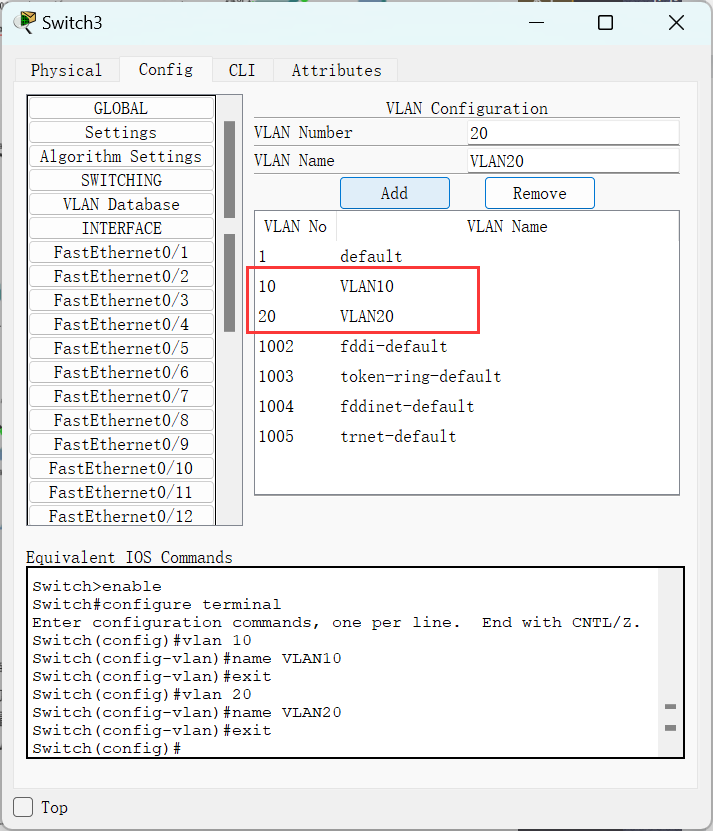 Switch3
Physical Config CLI Attributes
GLOBAL
Settings
Algorithm Settings
SWITCHING
VLAN Database
INTERFACE
FastEthernet0/1
FastEthernet0/2
FastEthernet0/3
FastEthernet0/4
FastEthernet0/5
FastEthernet0/6
FastEthernet0/7
FastEthernet0/8
FastEthernet0/9
FastEthernet0/10
FastEthernet0/11
FastEthernet0/12
VLAN Configuration
VLAN Number 20
VLAN Name VLAN20
Add Remove
VLAN No VLAN Name
1 default
10 VLAN10
20 VLAN20
1002 fddi-default
1003 token-ring-default
1004 fddinet-default
1005 trnet-default
Equivalent IOS Commands
Switch>enable
Switch#configure terminal
Enter configuration commands, one per line.  End with CNTL/Z.
Switch(config)#vlan 10
Switch(config-vlan)#name VLAN10
Switch(config-vlan)#exit
Switch(config)#vlan 20
Switch(config-vlan)#name VLAN20
Switch(config-vlan)#exit
Switch(config)#
Top